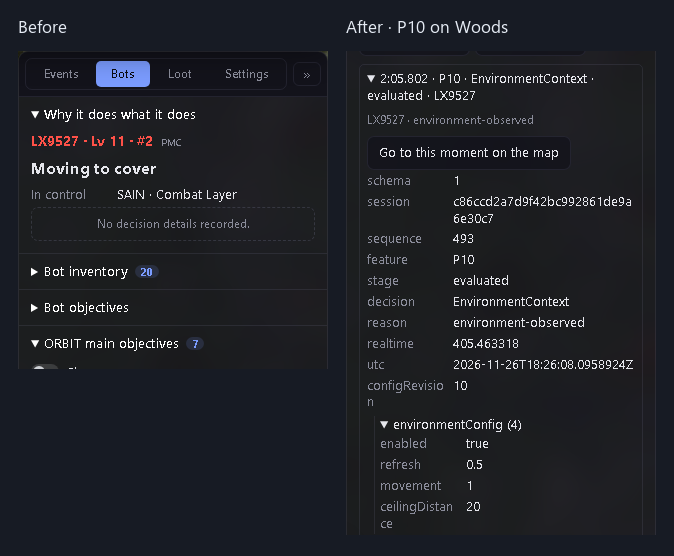 Before
Events Bots Loot Settings »
▼ Why it does what it does
LX9527 - Lv 11 - #2 PMC
Moving to cover
In control SAIN · Combat Layer
No decision details recorded.
▶ Bot inventory 20
▶ Bot objectives
▼ ORBIT main objectives 7
After · P10 on Woods
▼ 2:05.802 · P10 · EnvironmentContext ·
evaluated · LX9527
LX9527 · environment-observed
Go to this moment on the map
schema 1
session c86ccd2a7d9f42bc992861de9a
6e30c7
sequence 493
feature P10
stage evaluated
decision EnvironmentContext
reason environment-observed
realtime 405.463318
utc 2026-11-26T18:26:08.0958924Z
configRevisio 10
n
▼ environmentConfig (4)
enabled true
refresh 0.5
movement 1
ceilingDistan 20
ce